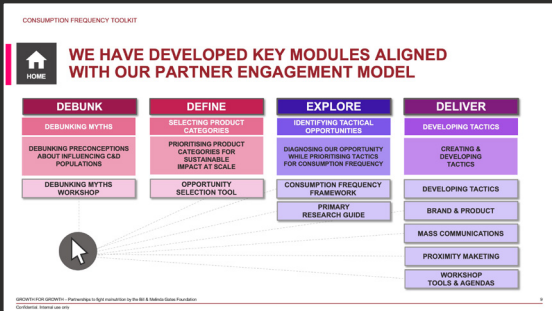 CONSUMPTION FREQUENCY TOOLKIT
HOME
WE HAVE DEVELOPED KEY MODULES ALIGNED
WITH OUR PARTNER ENGAGEMENT MODEL
DEBUNK
DEBUNKING MYTHS
DEBUNKING PRECONCEPTIONS
ABOUT INFLUENCING C&D
POPULATIONS
DEBUNKING MYTHS
WORKSHOP
DEFINE
SELECTING PRODUCT
CATEGORIES
PRIORITISING PRODUCT
CATEGORIES FOR
SUSTAINABLE
IMPACT AT SCALE
OPPORTUNITY
SELECTION TOOL
EXPLORE
IDENTIFYING TACTICAL
OPPORTUNITIES
DIAGNOSING OUR OPPORTUNITY
WHILE PRIORITISING TACTICS
FOR CONSUMPTION FREQUENCY
CONSUMPTION FREQUENCY
FRAMEWORK
PRIMARY
RESEARCH GUIDE
DELIVER
DEVELOPING TACTICS
CREATING &
DEVELOPING
TACTICS
DEVELOPING TACTICS
BRAND & PRODUCT
MASS COMMUNICATIONS
PROXIMITY MAKETING
WORKSHOP
TOOLS & AGENDAS
GROWTH FOR GROWTH – Partnerships to fight malnutrition by the Bill & Melinda Gates Foundation
Confidential. Internal use only